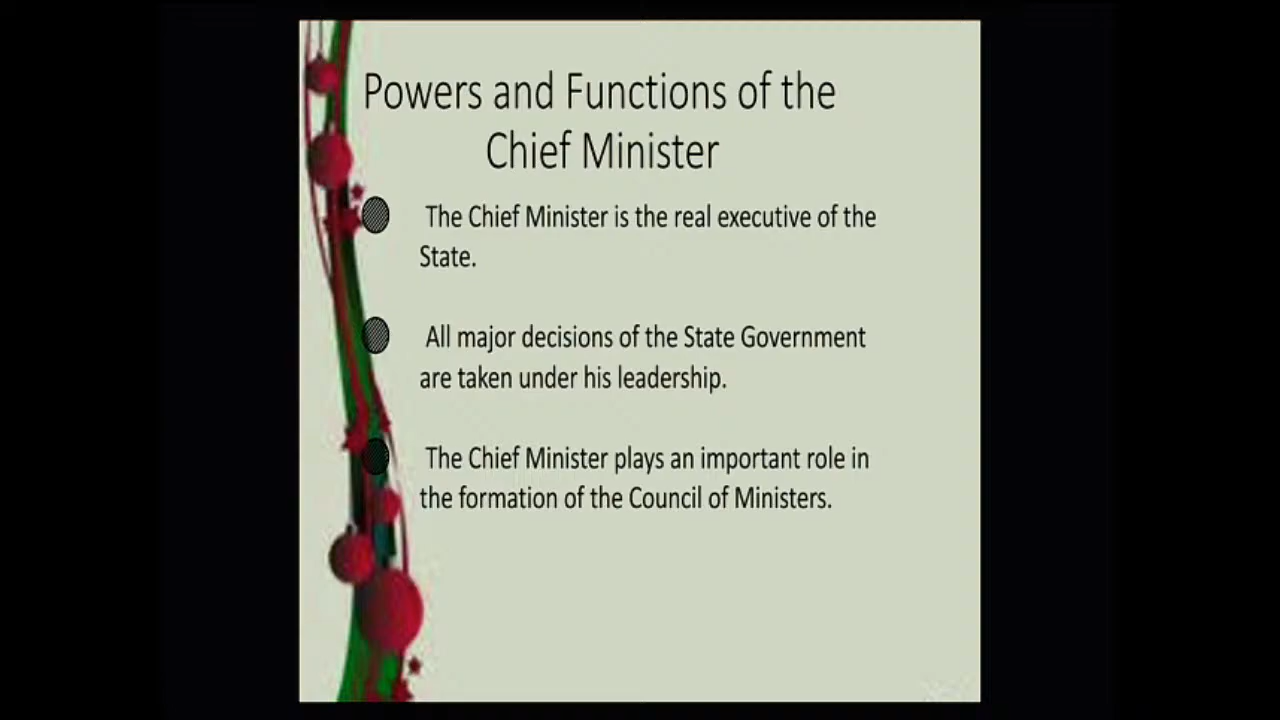 Powers and Functions of the
Chief Minister
The Chief Minister is the real executive of the
State.
All major decisions of the State Government
are taken under his leadership.
The Chief Minister plays an important role in
the formation of the Council of Ministers.